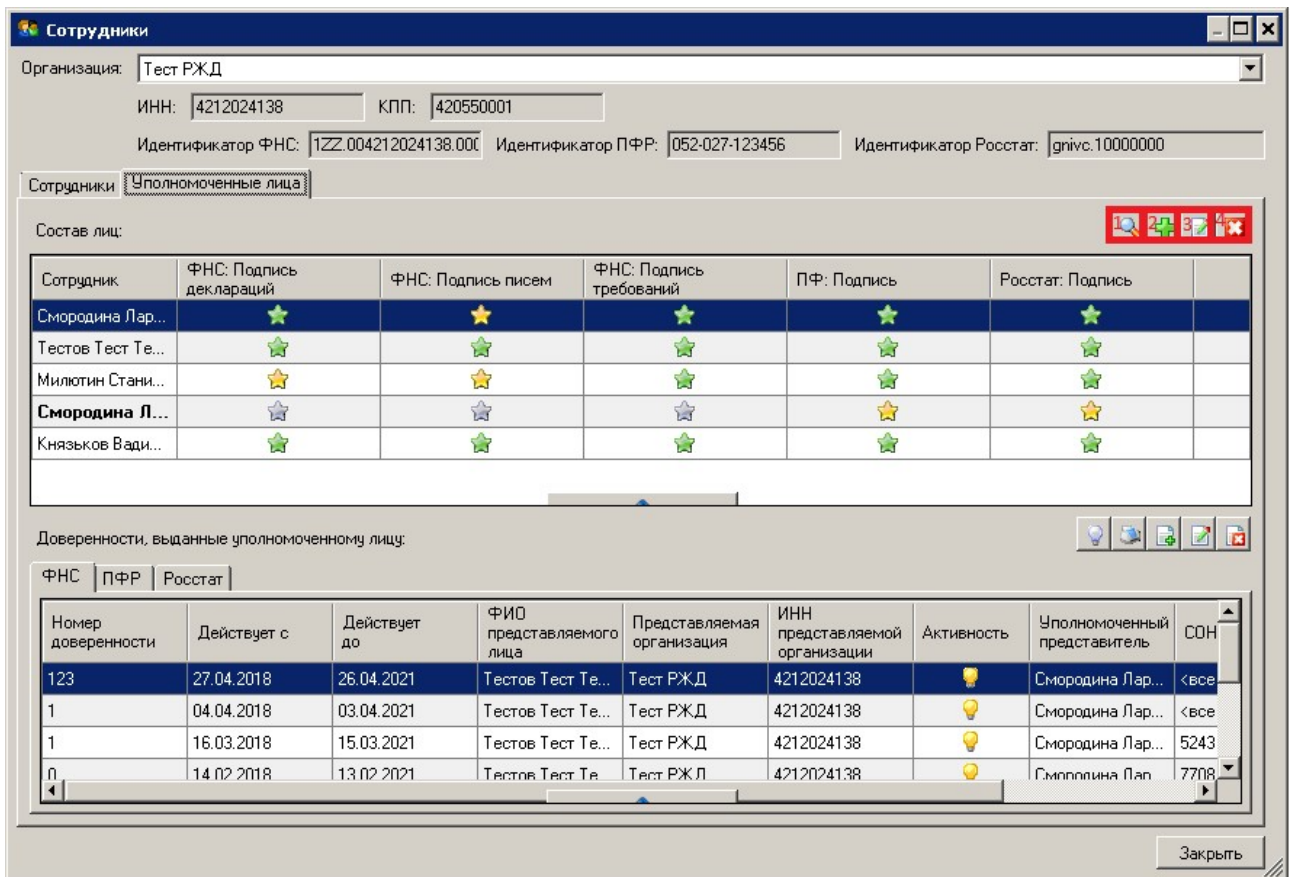 Сотрудники
Организация: Тест РЖД
ИНН: 4212024138 КПП: 420550001
Идентификатор ФНС: 1ZZ.004212024138.000 Идентификатор ПФР: 052-027-123456 Идентификатор Росстат: gnivc.10000000
Сотрудники Уполномоченные лица
Состав лиц: 1 2 3 4
Сотрудник ФНС: Подпись деклараций ФНС: Подпись писем ФНС: Подпись требований ПФ: Подпись Росстат: Подпись
Смородина Лар...
Тестов Тест Те...
Милютин Стани...
Смородина Л...
Князьков Вади...
Доверенности, выданные уполномоченному лицу:
ФНС ПФР Росстат
Номер доверенности Действует с Действует до ФИО представляемого лица Представляемая организация ИНН представляемой организации Активность Уполномоченный представитель СОН
123 27.04.2018 26.04.2021 Тестов Тест Те... Тест РЖД 4212024138 Смородина Лар... <все
1 04.04.2018 03.04.2021 Тестов Тест Те... Тест РЖД 4212024138 Смородина Лар... <все
1 16.03.2018 15.03.2021 Тестов Тест Те... Тест РЖД 4212024138 Смородина Лар... 5243
0 14.02.2018 13.02.2021 Тестов Тест Те... Тест РЖД 4212024138 Смородина Лар... 7708
Закрыть